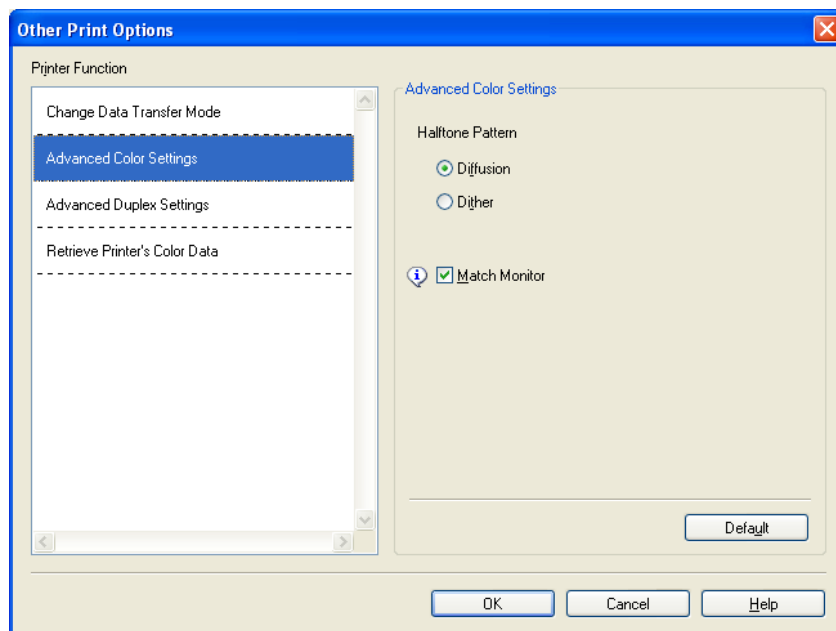 Other Print Options
Printer Function
Change Data Transfer Mode
Advanced Color Settings
Advanced Duplex Settings
Retrieve Printer's Color Data
Advanced Color Settings
Halftone Pattern
Diffusion
Dither
Match Monitor
Default
OK
Cancel
Help